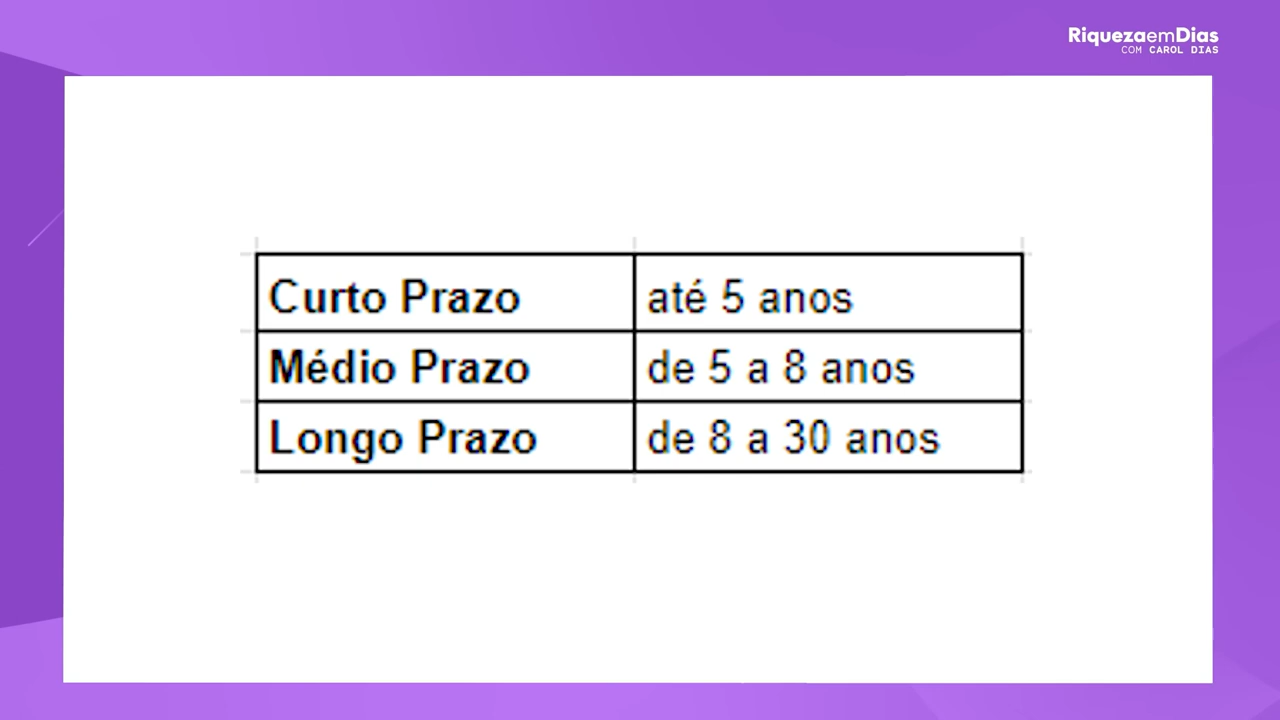 RiquezaemDias
COM CAROL DIAS
Curto Prazo até 5 anos
Médio Prazo de 5 a 8 anos
Longo Prazo de 8 a 30 anos